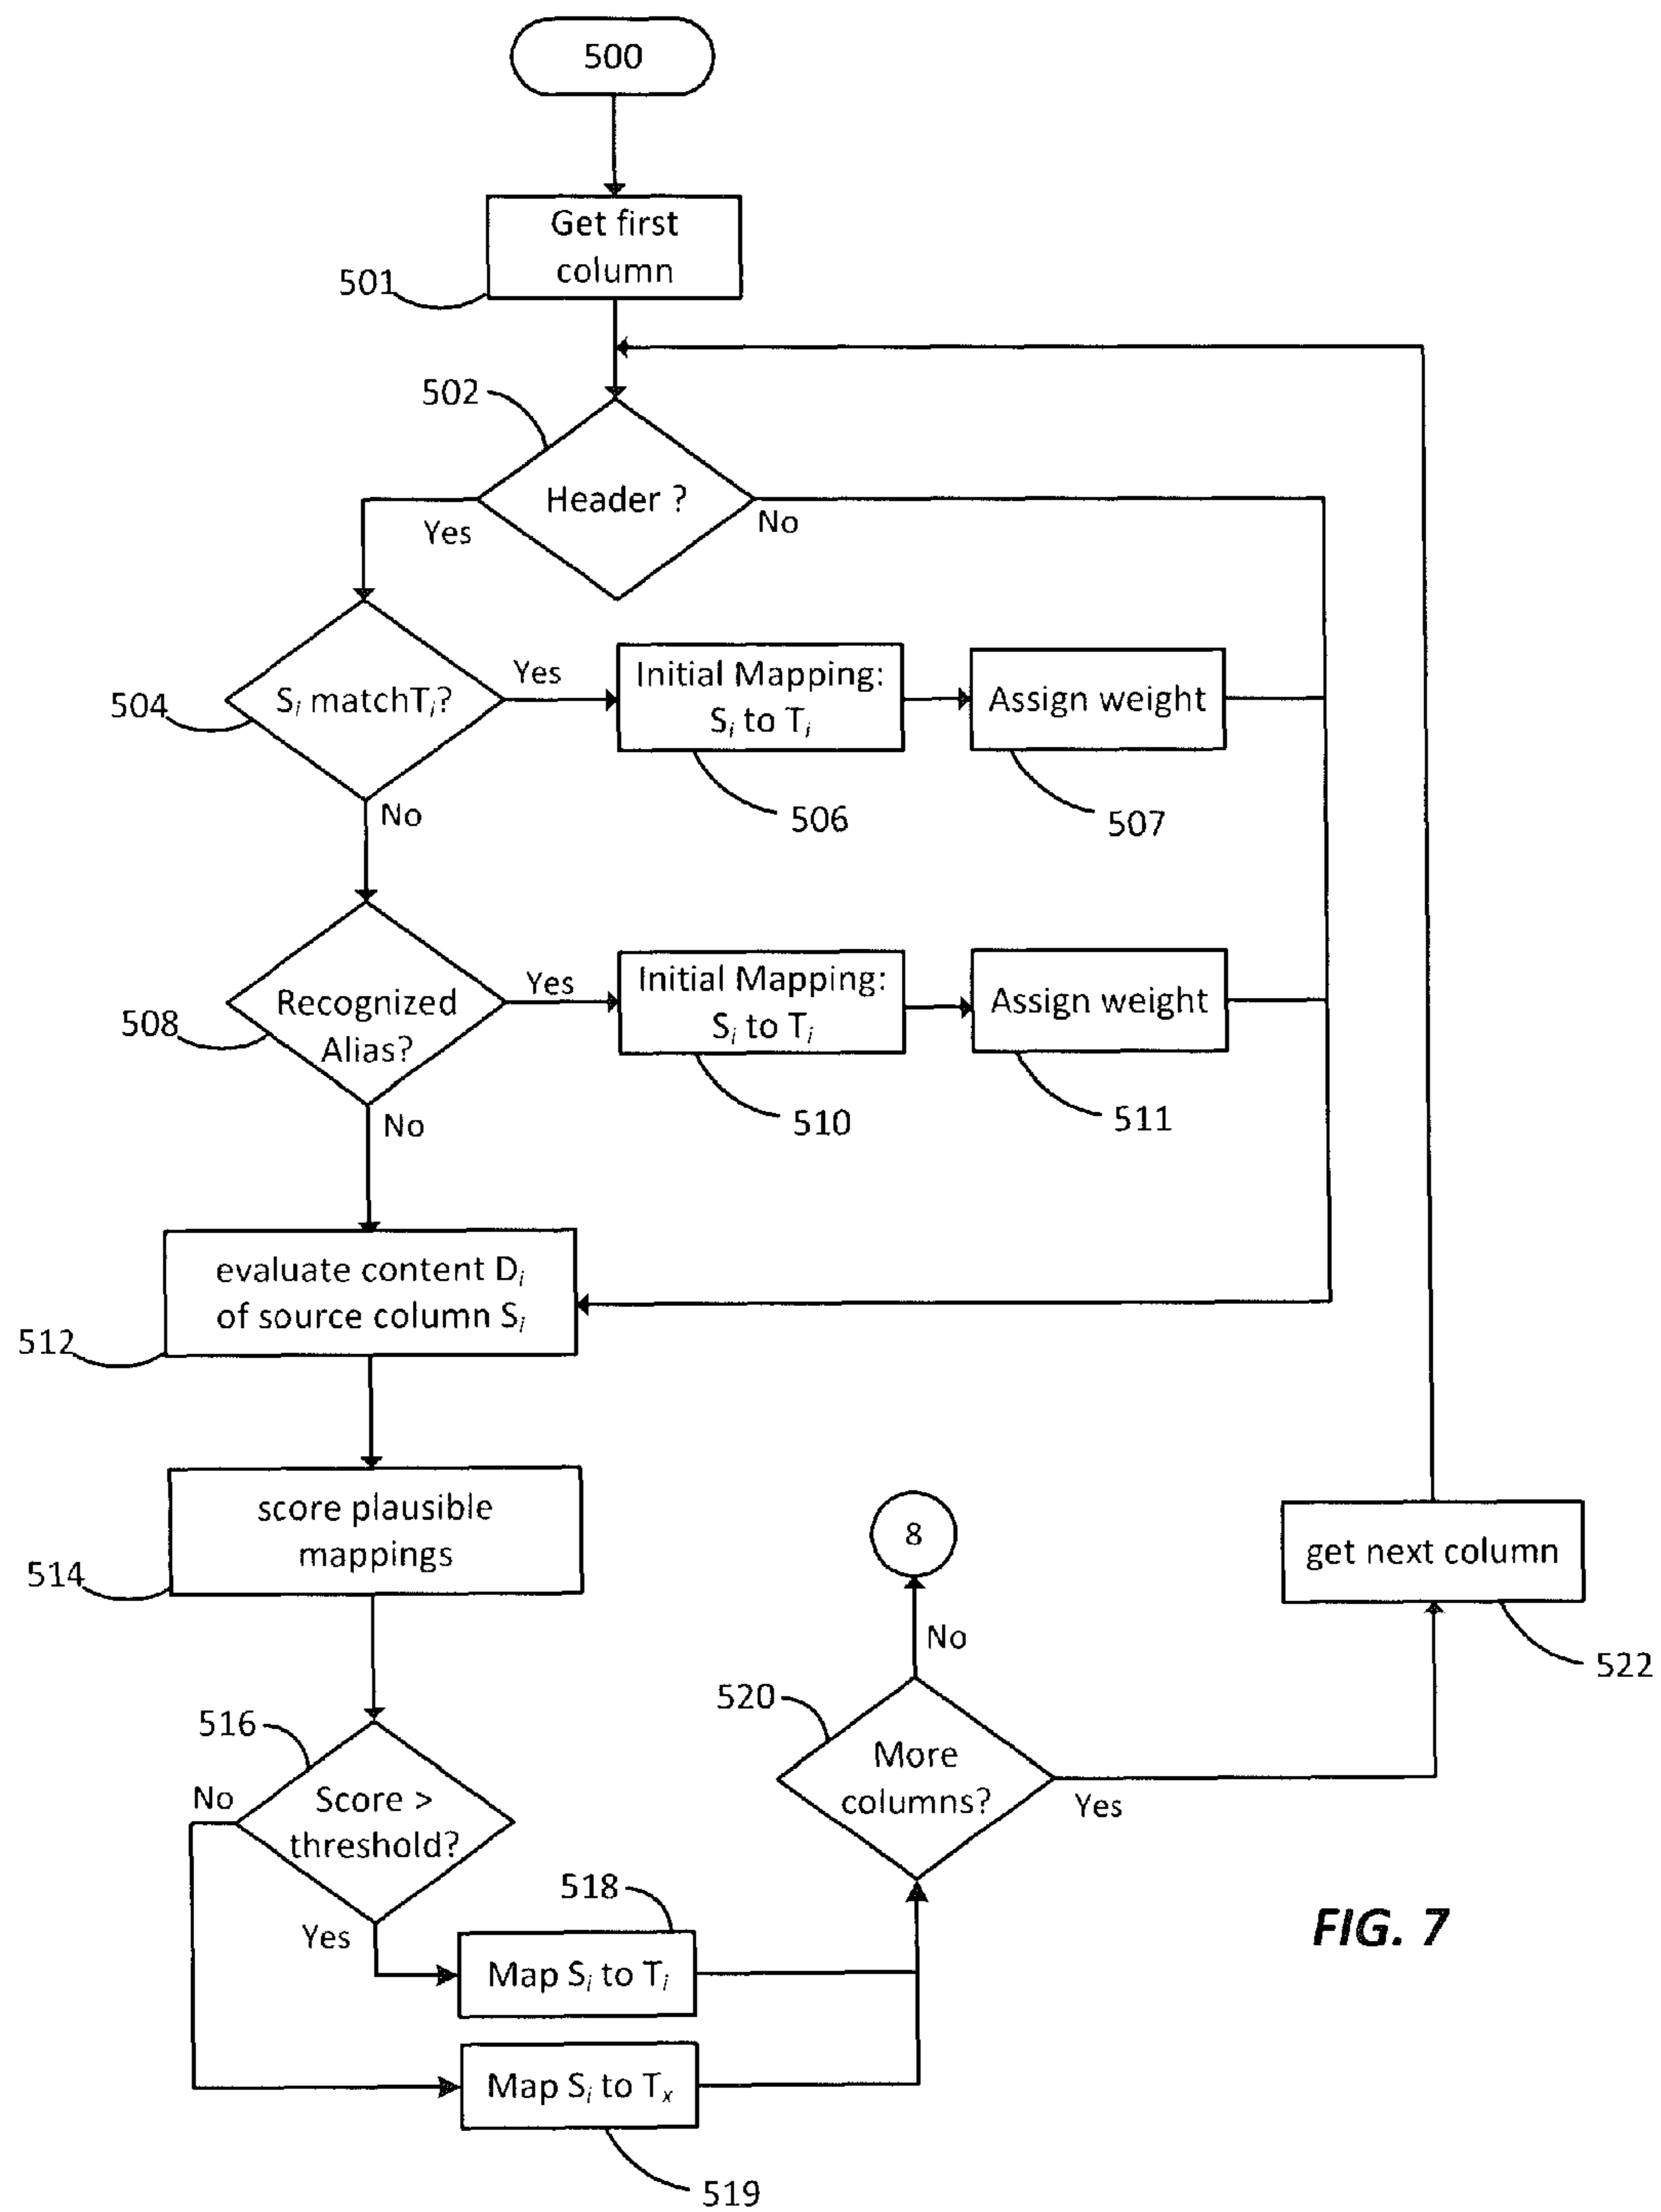 500
Get first
column
501
502
Header ?
Yes
No
504
Si matchTi?
Yes
Initial Mapping:
Si to Ti
Assign weight
506
507
No
508
Recognized
Alias?
Yes
Initial Mapping:
Si to Ti
Assign weight
510
511
No
evaluate content Di
of source column Si
512
score plausible
mappings
514
8
get next column
No
522
516
520
Score >
threshold?
No
More
columns?
Yes
Yes
518
Map Si to Ti
FIG. 7
Map Si to Tx
519